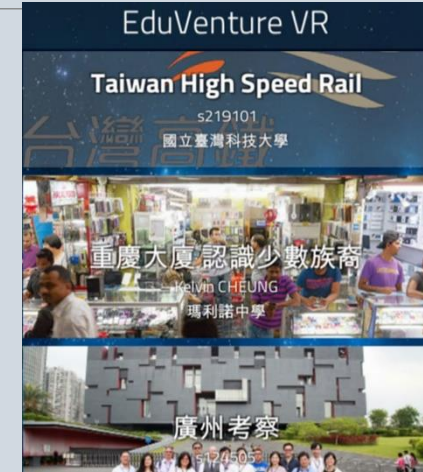 EduVenture VR
台灣高鐵
Taiwan High Speed Rail
s219101
國立臺灣科技大學
重慶大廈 認識少數族裔
Kelvin CHEUNG
瑪利諾中學
廣州考察
s124505